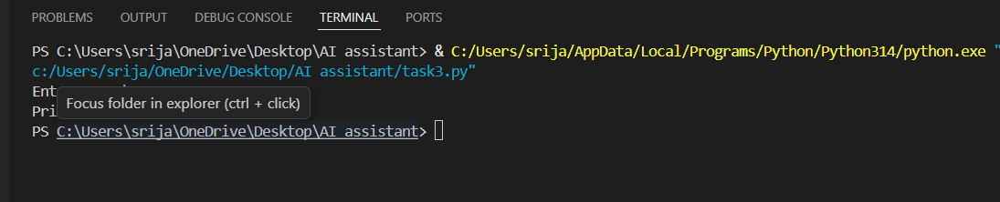 PROBLEMS OUTPUT DEBUG CONSOLE TERMINAL PORTS
PS C:\Users\srija\OneDrive\Desktop\AI assistant> & C:/Users/srija/AppData/Local/Programs/Python/Python314/python.exe "
c:/Users/srija/OneDrive/Desktop/AI assistant/task3.py"
Focus folder in explorer (ctrl + click)
PS C:\Users\srija\OneDrive\Desktop\AI assistant>